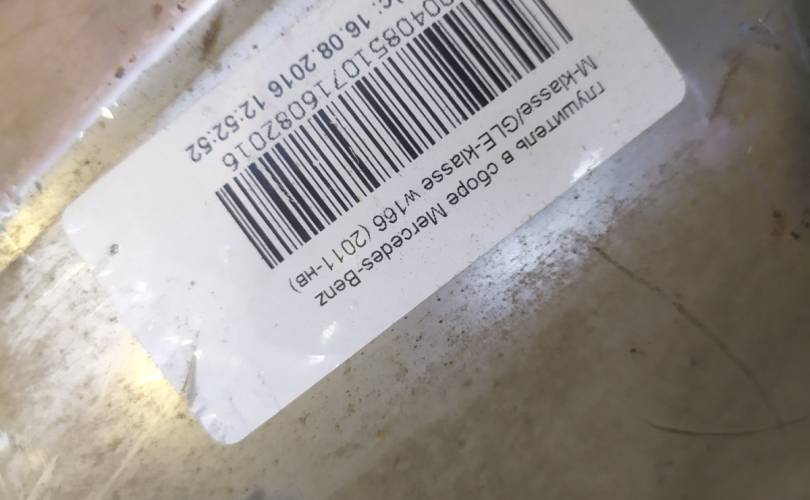 глушитель в сборе Mercedes-Benz
M-klasse/GLE-klasse w166 (2011-нв)
00408510716082016
16.08.2016 12:52:52